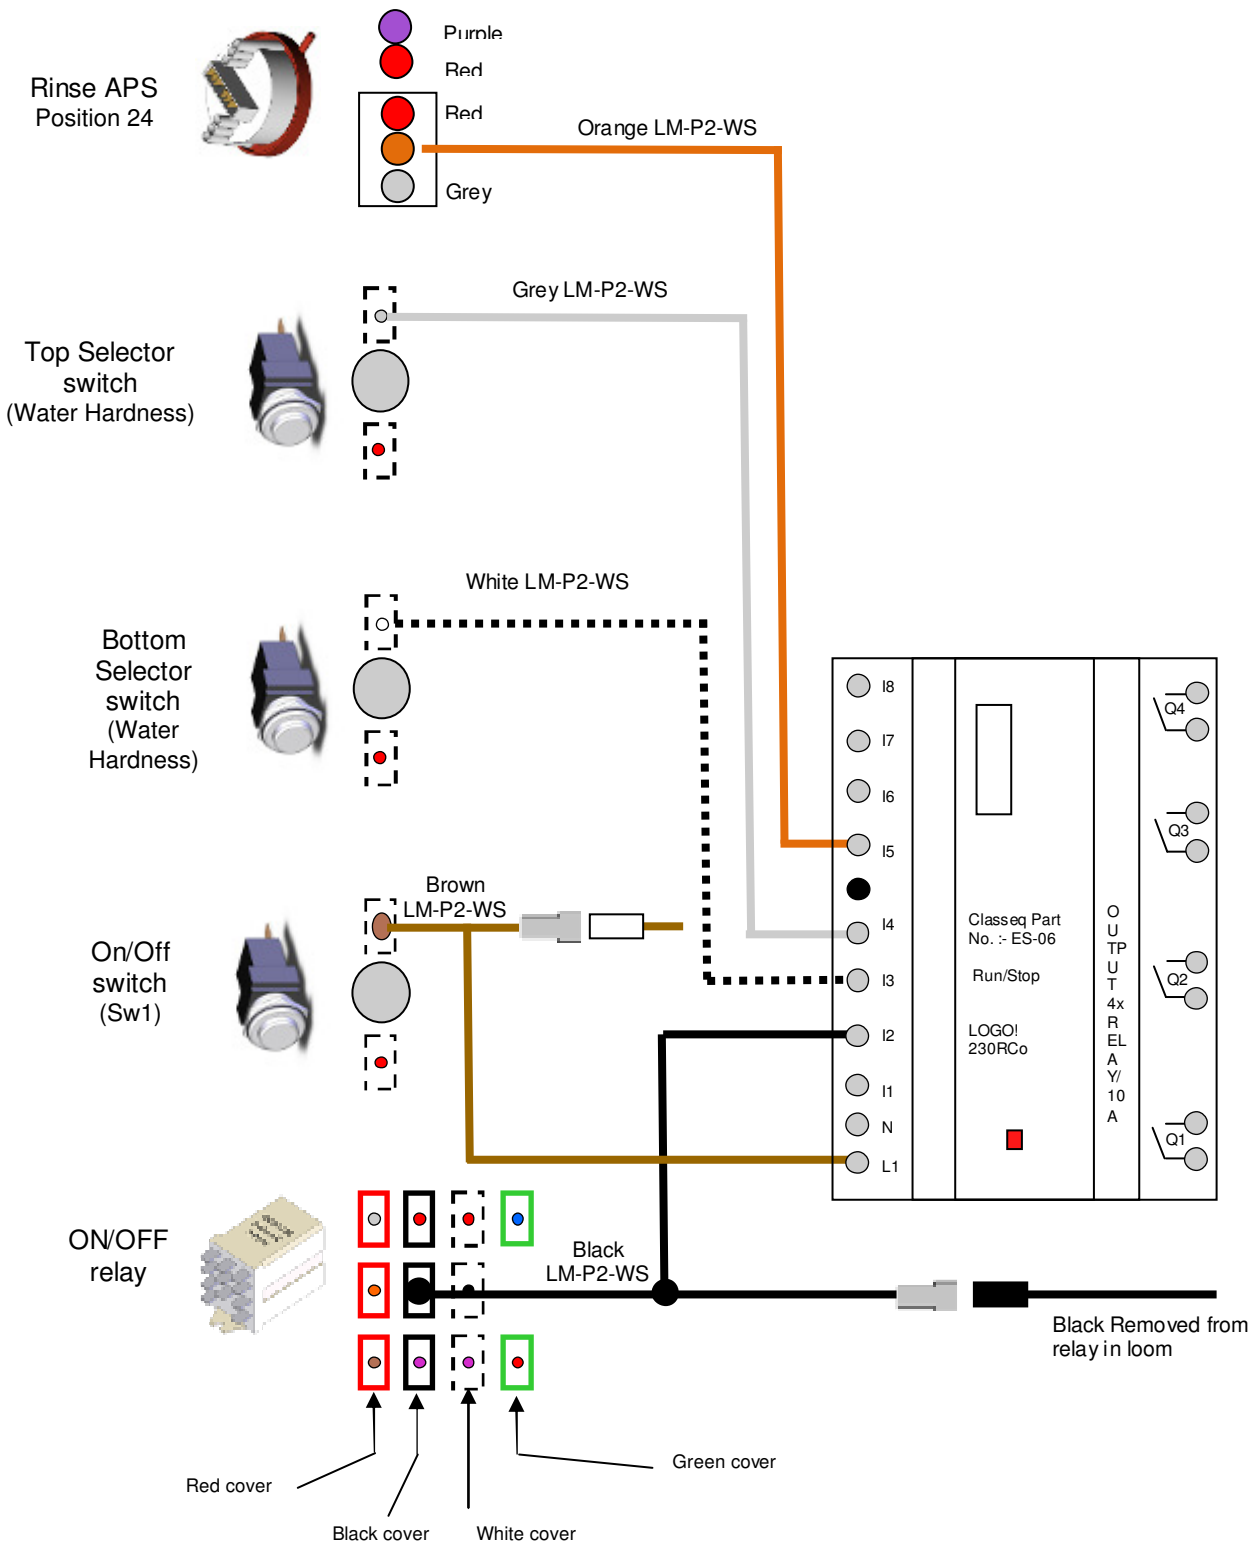 Purple
Red
Rinse APS
Position 24
Red
Orange LM-P2-WS
Grey
Grey LM-P2-WS
Top Selector
switch
(Water Hardness)
White LM-P2-WS
Bottom
Selector
switch
(Water
Hardness)
I8
I7
I6
I5
I4
I3
I2
I1
N
L1
Q4
Q3
Q2
Q1
Classeq Part
No. :- ES-06
Run/Stop
LOGO!
230RCo
O
U
TP
U
T
4x
R
EL
A
Y/
10
A
Brown
LM-P2-WS
On/Off
switch
(Sw1)
ON/OFF
relay
Black
LM-P2-WS
Black Removed from
relay in loom
Green cover
Red cover
Black cover
White cover